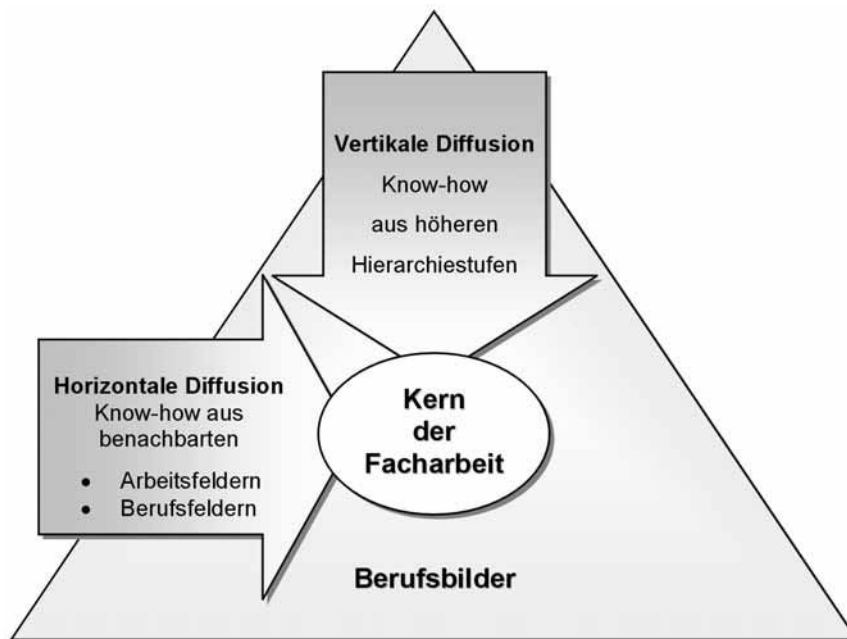 Vertikale Diffusion
Know-how
aus höheren
Hierarchiestufen
Horizontale Diffusion
Know-how aus
benachbarten
• Arbeitsfeldern
• Berufsfeldern
Kern
der
Facharbeit
Berufsbilder